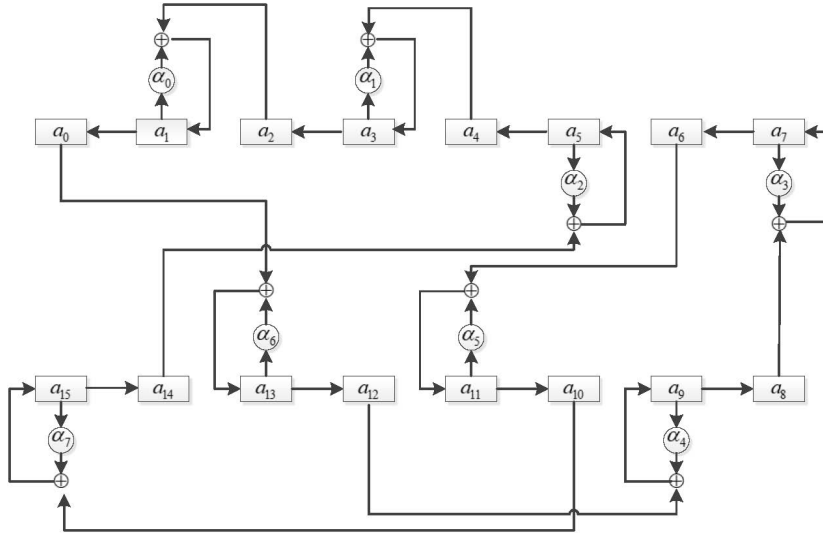 α₀ α₁
a₀ a₁ a₂ a₃ a₄ a₅ a₆ a₇
α₂ α₃
α₆ α₅
a₁₅ a₁₄ a₁₃ a₁₂ a₁₁ a₁₀ a₉ a₈
α₇ α₄